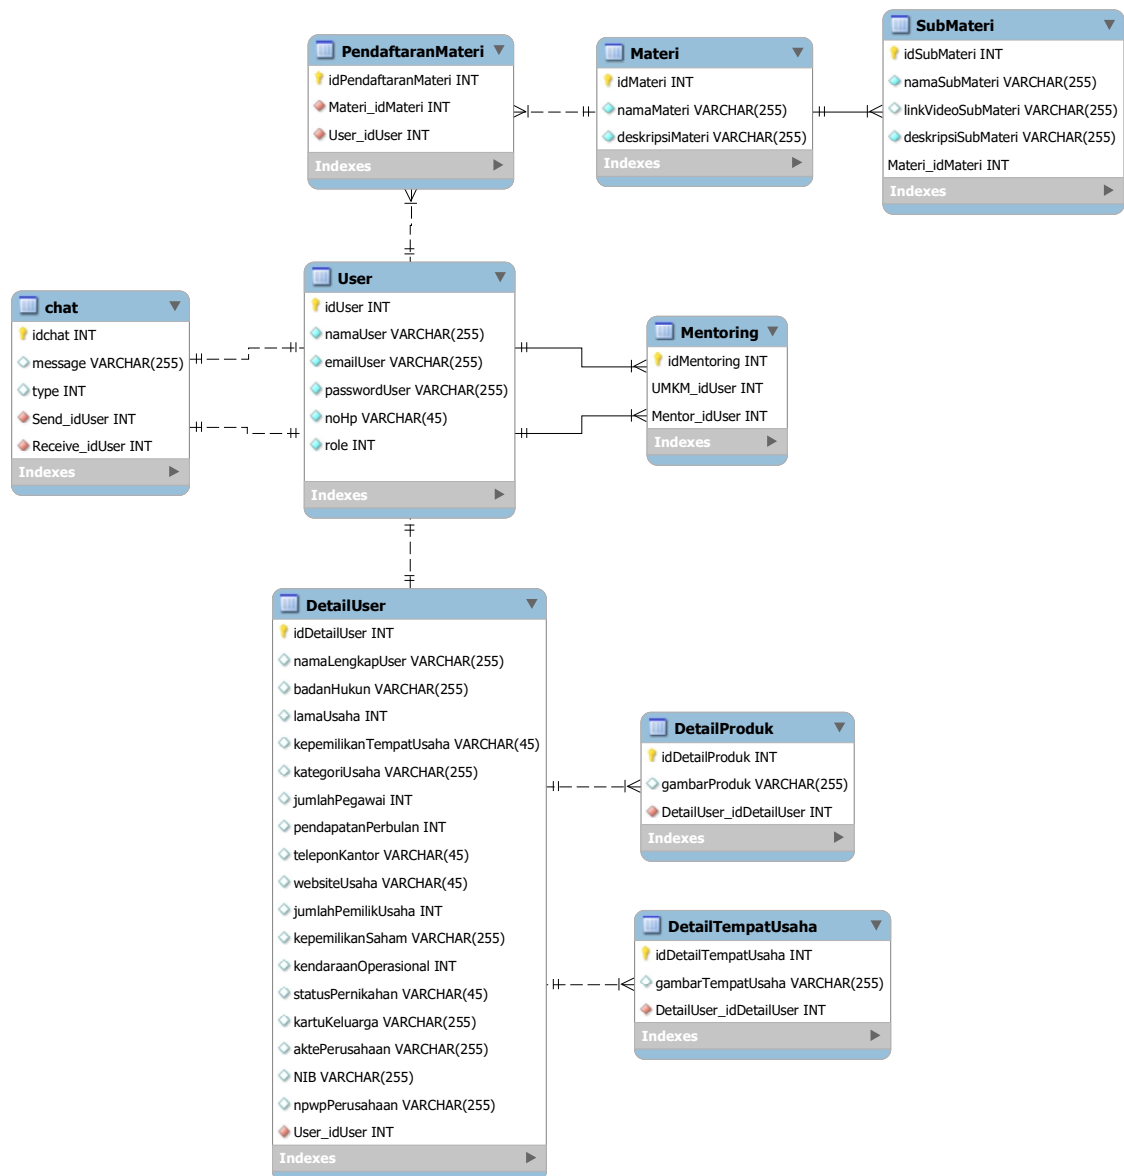 PendaftaranMateri
idPendaftaranMateri INT
Materi_idMateri INT
User_idUser INT
Indexes
Materi
idMateri INT
namaMateri VARCHAR(255)
deskripsiMateri VARCHAR(255)
Indexes
SubMateri
idSubMateri INT
namaSubMateri VARCHAR(255)
linkVideoSubMateri VARCHAR(255)
deskripsiSubMateri VARCHAR(255)
Materi_idMateri INT
Indexes
chat
idchat INT
message VARCHAR(255)
type INT
Send_idUser INT
Receive_idUser INT
Indexes
User
idUser INT
namaUser VARCHAR(255)
emailUser VARCHAR(255)
passwordUser VARCHAR(255)
noHp VARCHAR(45)
role INT
Indexes
Mentoring
idMentoring INT
UMKM_idUser INT
Mentor_idUser INT
Indexes
DetailUser
idDetailUser INT
namaLengkapUser VARCHAR(255)
badanHukun VARCHAR(255)
lamaUsaha INT
kepemilikanTempatUsaha VARCHAR(45)
kategoriUsaha VARCHAR(255)
jumlahPegawai INT
pendapatanPerbulan INT
teleponKantor VARCHAR(45)
websiteUsaha VARCHAR(45)
jumlahPemilikUsaha INT
kepemilikanSaham VARCHAR(255)
kendaraanOperasional INT
statusPernikahan VARCHAR(45)
kartuKeluarga VARCHAR(255)
aktePerusahaan VARCHAR(255)
NIB VARCHAR(255)
npwpPerusahaan VARCHAR(255)
User_idUser INT
Indexes
DetailProduk
idDetailProduk INT
gambarProduk VARCHAR(255)
DetailUser_idDetailUser INT
Indexes
DetailTempatUsaha
idDetailTempatUsaha INT
gambarTempatUsaha VARCHAR(255)
DetailUser_idDetailUser INT
Indexes